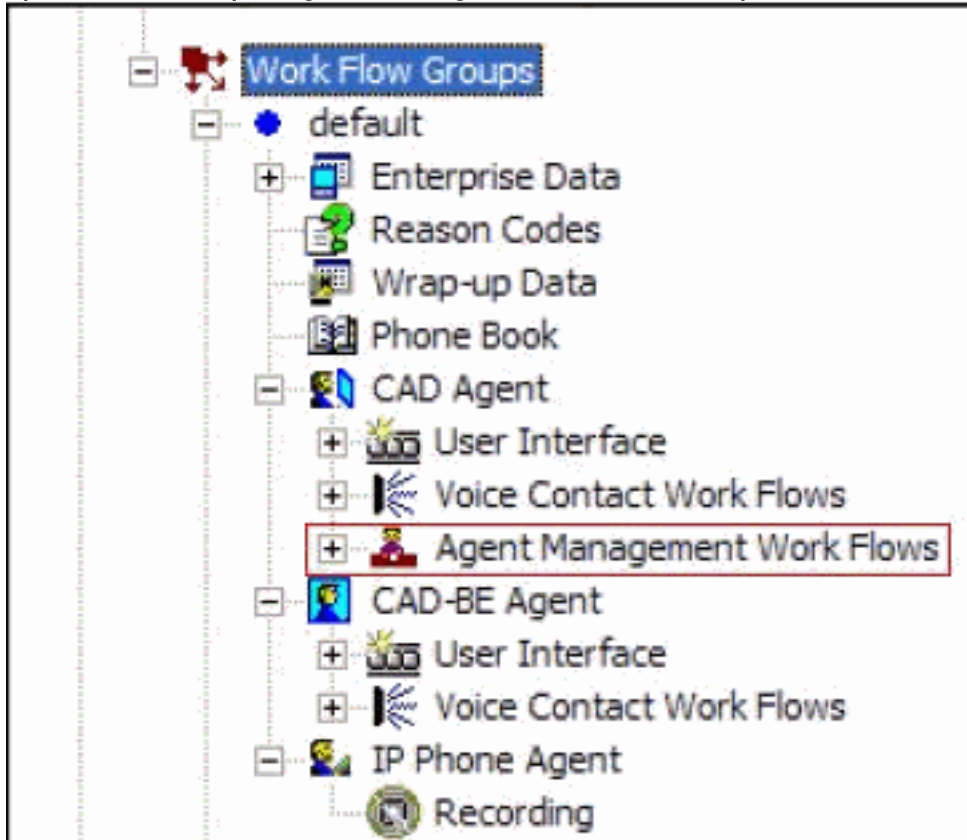 Work Flow Groups
default
Enterprise Data
Reason Codes
Wrap-up Data
Phone Book
CAD Agent
User Interface
Voice Contact Work Flows
Agent Management Work Flows
CAD-BE Agent
User Interface
Voice Contact Work Flows
IP Phone Agent
Recording